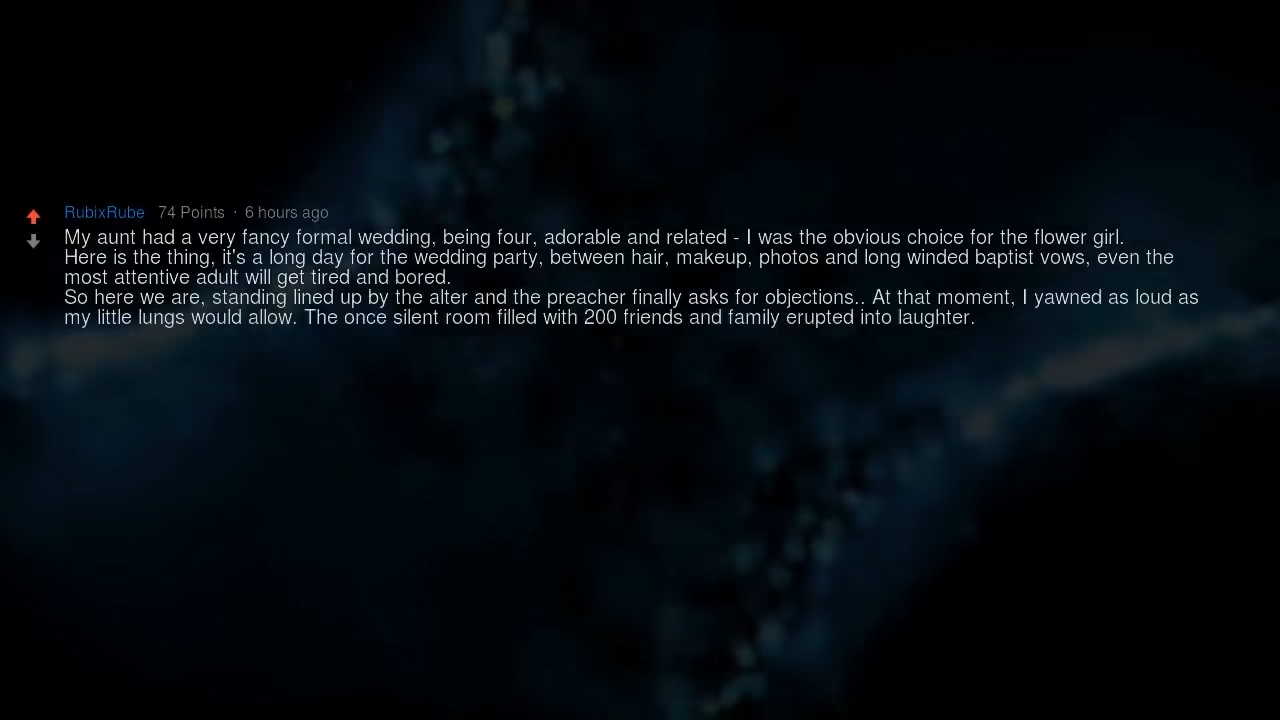 RubixRube 74 Points · 6 hours ago
My aunt had a very fancy formal wedding, being four, adorable and related - I was the obvious choice for the flower girl.
Here is the thing, it's a long day for the wedding party, between hair, makeup, photos and long winded baptist vows, even the
most attentive adult will get tired and bored.
So here we are, standing lined up by the alter and the preacher finally asks for objections.. At that moment, I yawned as loud as
my little lungs would allow. The once silent room filled with 200 friends and family erupted into laughter.